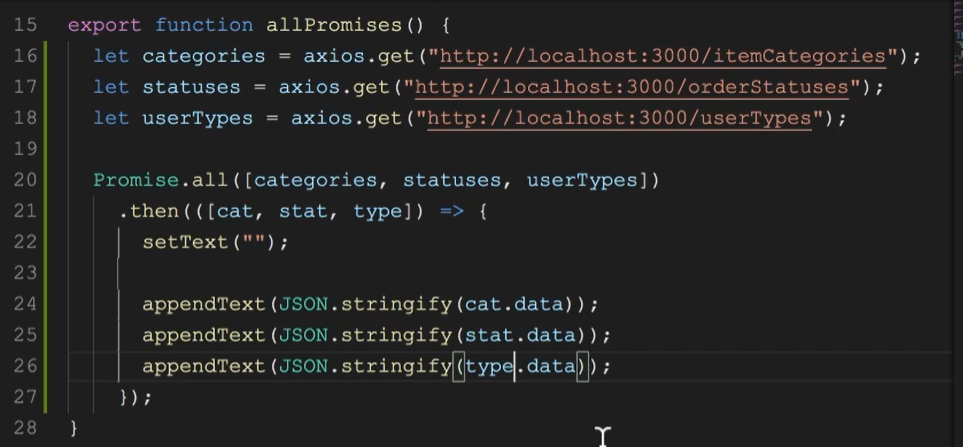 15 export function allPromises() {
16   let categories = axios.get("http://localhost:3000/itemCategories");
17   let statuses = axios.get("http://localhost:3000/orderStatuses");
18   let userTypes = axios.get("http://localhost:3000/userTypes");
19
20   Promise.all([categories, statuses, userTypes])
21     .then(([cat, stat, type]) => {
22       setText("");
23
24       appendText(JSON.stringify(cat.data));
25       appendText(JSON.stringify(stat.data));
26       appendText(JSON.stringify(type.data));
27     });
28 }